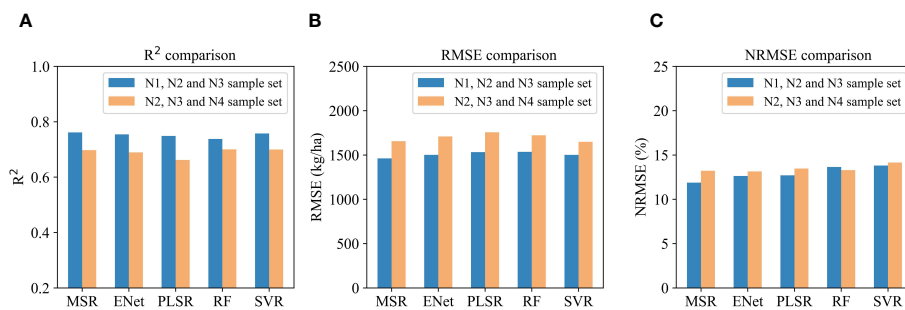 A
R² comparison
1.0
0.8
0.6
0.4
0.2
R²
N1, N2 and N3 sample set
N2, N3 and N4 sample set
MSR ENet PLSR RF SVR
B
RMSE comparison
2500
2000
1500
1000
500
0
RMSE (kg/ha)
N1, N2 and N3 sample set
N2, N3 and N4 sample set
MSR ENet PLSR RF SVR
C
NRMSE comparison
25
20
15
10
5
0
NRMSE (%)
N1, N2 and N3 sample set
N2, N3 and N4 sample set
MSR ENet PLSR RF SVR